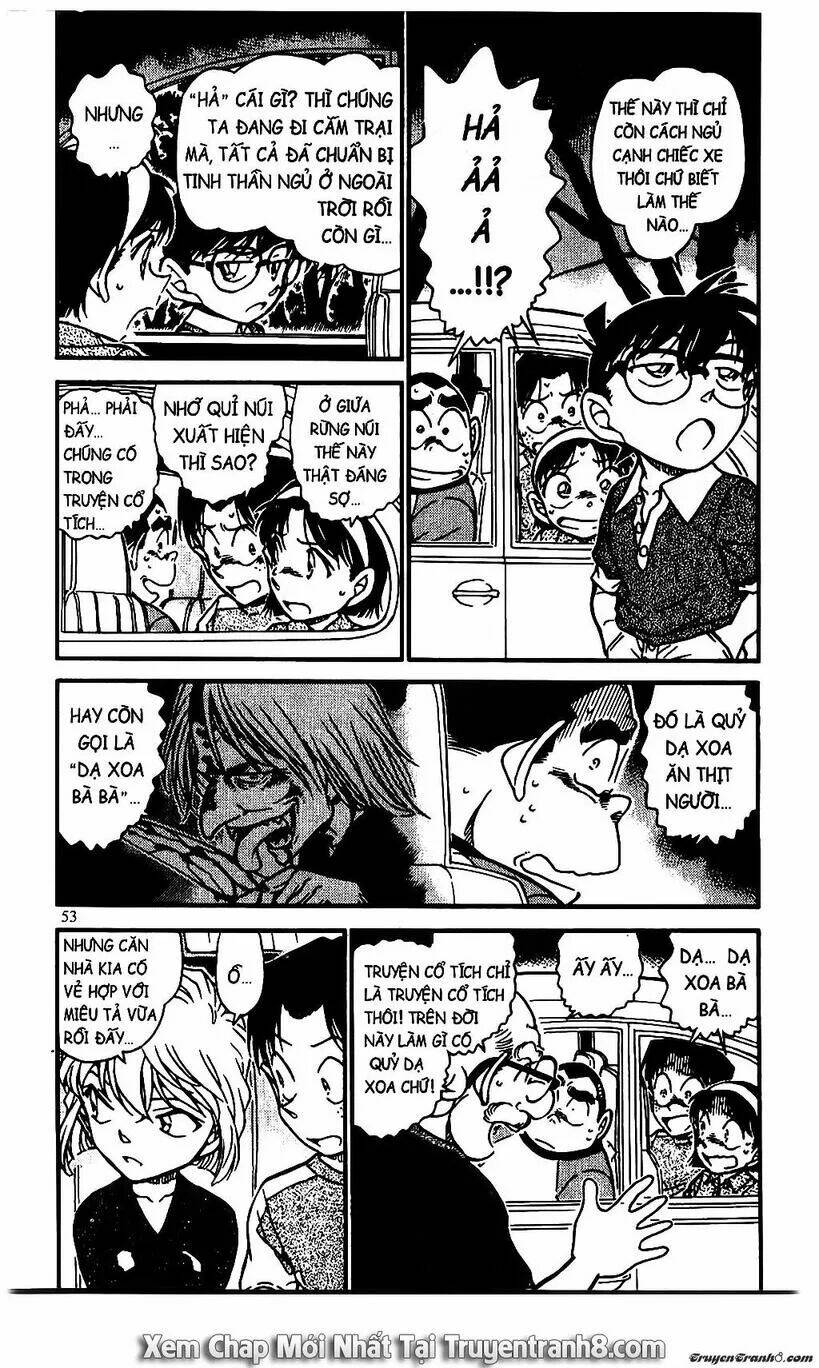 THẾ NÀY THÌ CHỈ
CÒN CÁCH NGỦ
CẠNH CHIẾC XE
THÔI CHỨ BIẾT
LÀM THẾ
NÀO...
HẢ
ẢẢ
Ả
...!!?
"HẢ" CÁI GÌ? THÌ CHÚNG
TA ĐANG ĐI CẮM TRẠI
MÀ, TẤT CẢ ĐÃ CHUẨN BỊ
TINH THẦN NGỦ Ở NGOÀI
TRỜI RỒI
CÒN GÌ...
NHƯNG
...
Ở GIỮA
RỪNG NÚI
THẾ NÀY
THẬT ĐÁNG
SỢ...
NHỠ QUỈ NÚI
XUẤT HIỆN
THÌ SAO?
PHẢ... PHẢI
ĐẤY...
CHÚNG CÓ
TRONG
TRUYỆN CỔ
TÍCH...
ĐÓ LÀ QUỶ
DẠ XOA
ĂN THỊT
NGƯỜI...
HAY CÒN
GỌI LÀ
"DẠ XOA
BÀ BÀ"...
53
DẠ... DẠ
XOA BÀ
BÀ...
ẤY ẤY...
TRUYỆN CỔ TÍCH CHỈ
LÀ TRUYỆN CỔ TÍCH
THÔI! TRÊN ĐỜI
NÀY LÀM GÌ CÓ
QUỶ DẠ
XOA CHỨ!
Ồ...
NHƯNG CĂN
NHÀ KIA CÓ
VẺ HỢP VỚI
MIÊU TẢ VỪA
RỒI ĐẤY...
Xem Chap Mới Nhất Tại Truyentranh8.com
TruyenTranh8.com